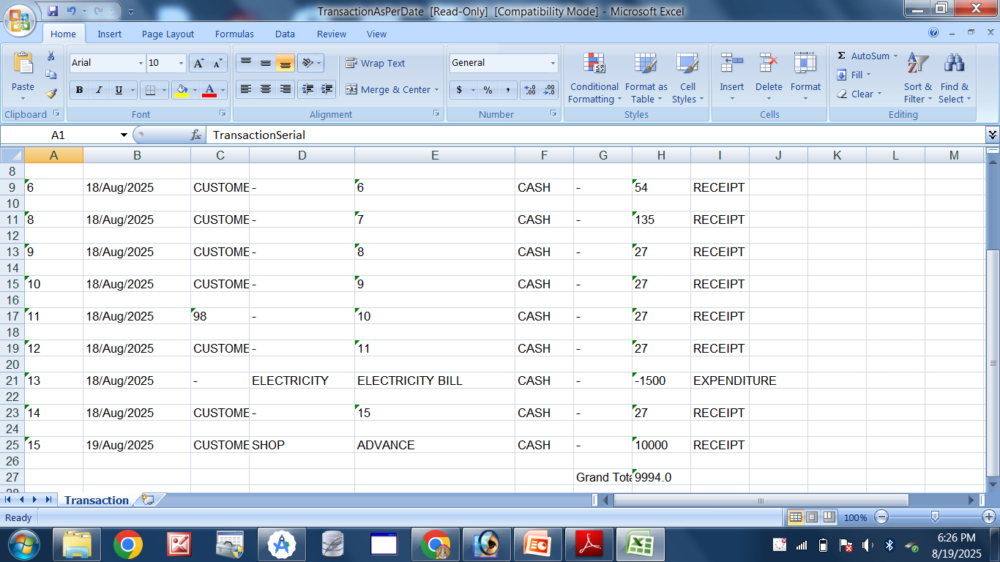 TransactionAsPerDate [Read-Only] [Compatibility Mode] - Microsoft Excel
Home Insert Page Layout Formulas Data Review View
Arial 10 A A Wrap Text General Σ AutoSum
Paste B I U A Merge & Center $ % , Conditional Formatting Format as Table Cell Styles Insert Delete Format Fill Clear Sort & Filter Find & Select
Clipboard Font Alignment Number Styles Cells Editing
A1 fx TransactionSerial
A B C D E F G H I J K L M
8
9 6 18/Aug/2025 CUSTOME - 6 CASH - 54 RECEIPT
10
11 8 18/Aug/2025 CUSTOME - 7 CASH - 135 RECEIPT
12
13 9 18/Aug/2025 CUSTOME - 8 CASH - 27 RECEIPT
14
15 10 18/Aug/2025 CUSTOME - 9 CASH - 27 RECEIPT
16
17 11 18/Aug/2025 98 - 10 CASH - 27 RECEIPT
18
19 12 18/Aug/2025 CUSTOME - 11 CASH - 27 RECEIPT
20
21 13 18/Aug/2025 - ELECTRICITY ELECTRICITY BILL CASH - -1500 EXPENDITURE
22
23 14 18/Aug/2025 CUSTOME - 15 CASH - 27 RECEIPT
24
25 15 19/Aug/2025 CUSTOME SHOP ADVANCE CASH - 10000 RECEIPT
26
27 Grand Tota 9994.0
28
Transaction
Ready 100%
6:26 PM
8/19/2025